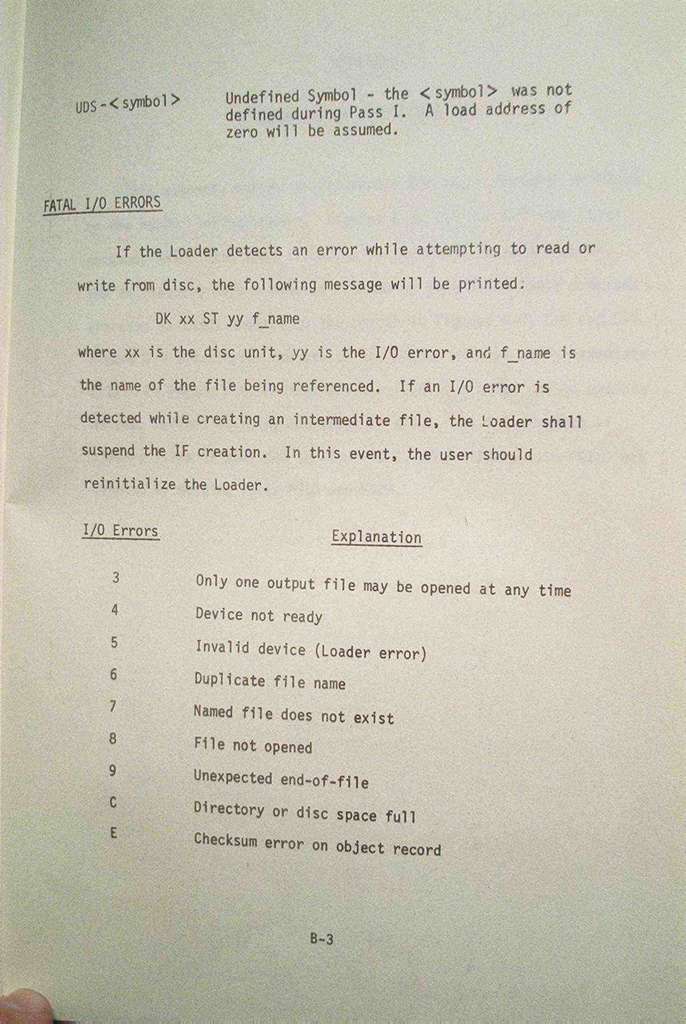 UDS-<symbol> Undefined Symbol - the <symbol> was not
defined during Pass I. A load address of
zero will be assumed.
FATAL I/O ERRORS
If the Loader detects an error while attempting to read or
write from disc, the following message will be printed:
DK xx ST yy f_name
where xx is the disc unit, yy is the I/O error, and f_name is
the name of the file being referenced. If an I/O error is
detected while creating an intermediate file, the Loader shall
suspend the IF creation. In this event, the user should
reinitialize the Loader.
I/O Errors Explanation
3 Only one output file may be opened at any time
4 Device not ready
5 Invalid device (Loader error)
6 Duplicate file name
7 Named file does not exist
8 File not opened
9 Unexpected end-of-file
C Directory or disc space full
E Checksum error on object record
B-3